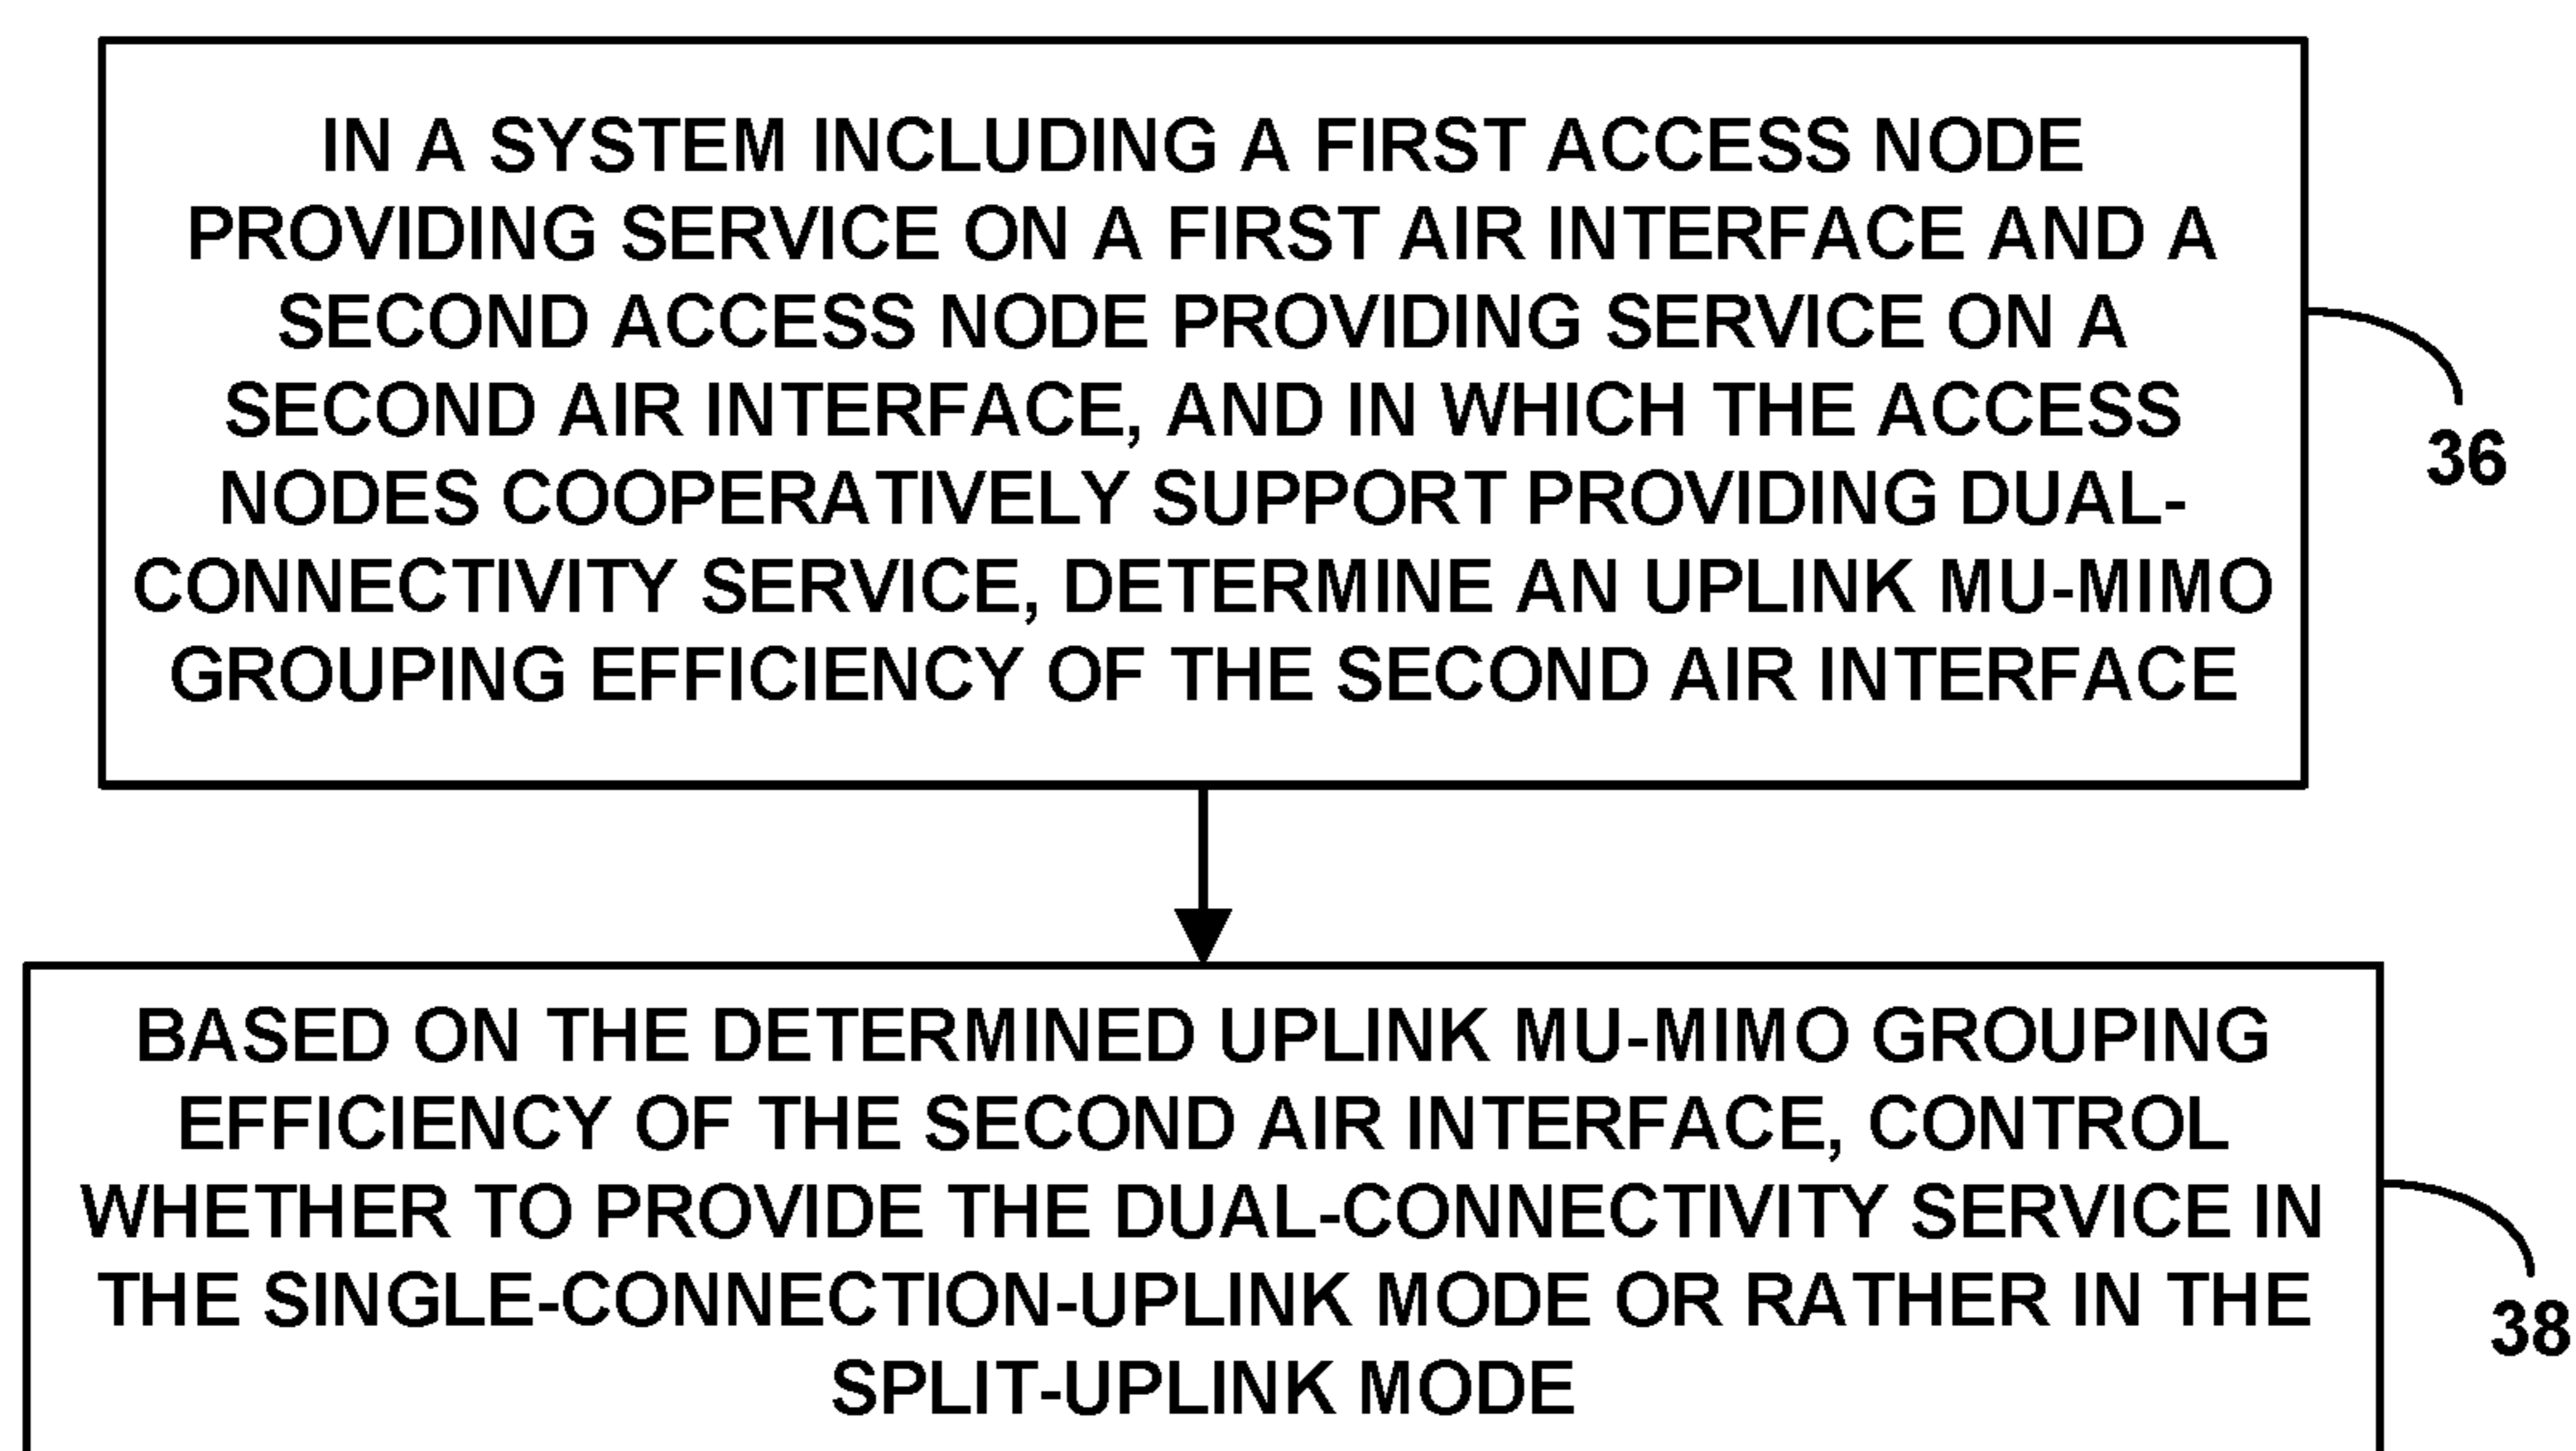 IN A SYSTEM INCLUDING A FIRST ACCESS NODE
PROVIDING SERVICE ON A FIRST AIR INTERFACE AND A
SECOND ACCESS NODE PROVIDING SERVICE ON A
SECOND AIR INTERFACE, AND IN WHICH THE ACCESS
NODES COOPERATIVELY SUPPORT PROVIDING DUAL-
CONNECTIVITY SERVICE, DETERMINE AN UPLINK MU-MIMO
GROUPING EFFICIENCY OF THE SECOND AIR INTERFACE
36
BASED ON THE DETERMINED UPLINK MU-MIMO GROUPING
EFFICIENCY OF THE SECOND AIR INTERFACE, CONTROL
WHETHER TO PROVIDE THE DUAL-CONNECTIVITY SERVICE IN
THE SINGLE-CONNECTION-UPLINK MODE OR RATHER IN THE
SPLIT-UPLINK MODE
38